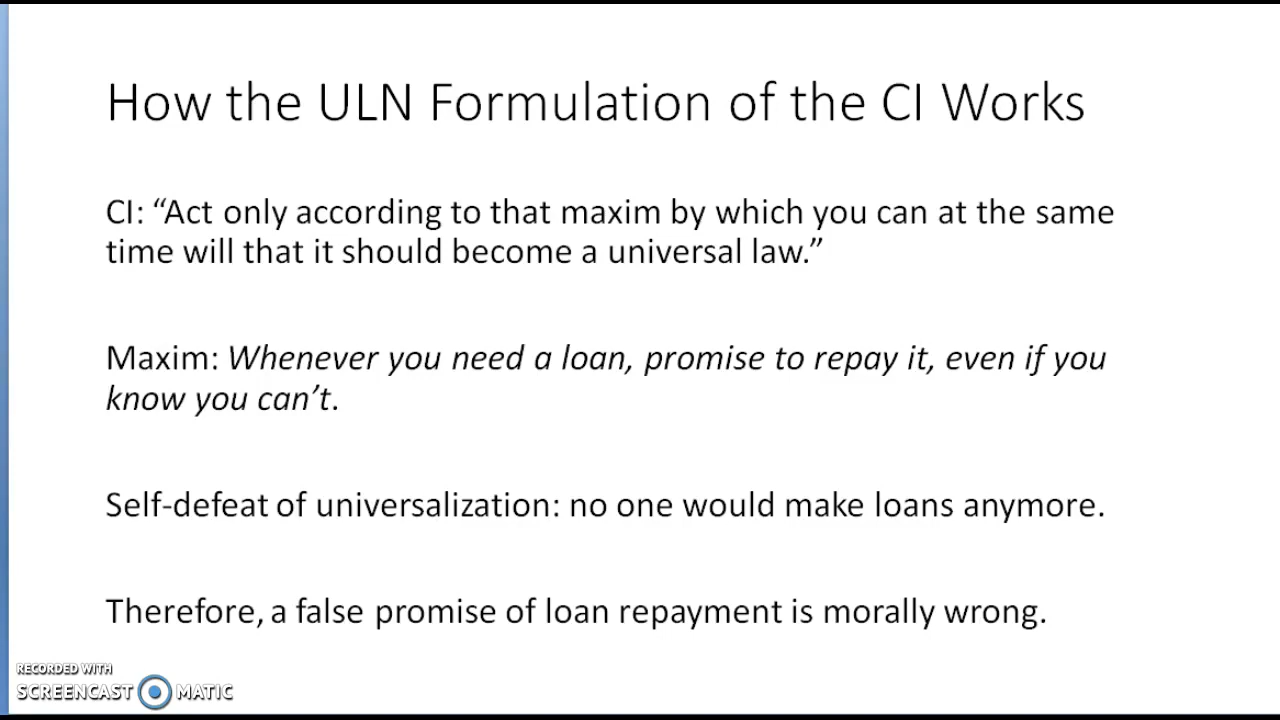 How the ULN Formulation of the CI Works
CI: “Act only according to that maxim by which you can at the same
time will that it should become a universal law.”
Maxim: Whenever you need a loan, promise to repay it, even if you
know you can’t.
Self-defeat of universalization: no one would make loans anymore.
Therefore, a false promise of loan repayment is morally wrong.
RECORDED WITH
SCREENCAST MATIC